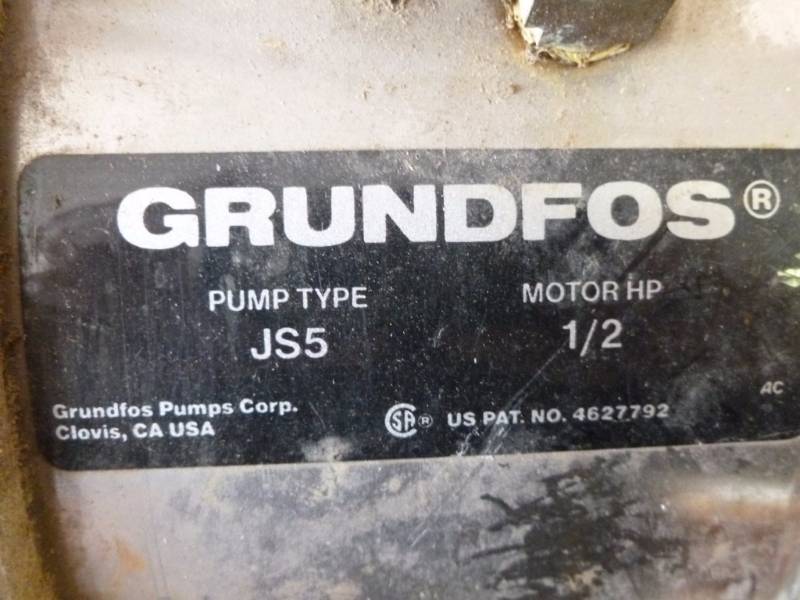 GRUNDFOS®
PUMP TYPE MOTOR HP
JS5 1/2
AC
Grundfos Pumps Corp.
Clovis, CA USA
SA® US PAT. NO. 4627792